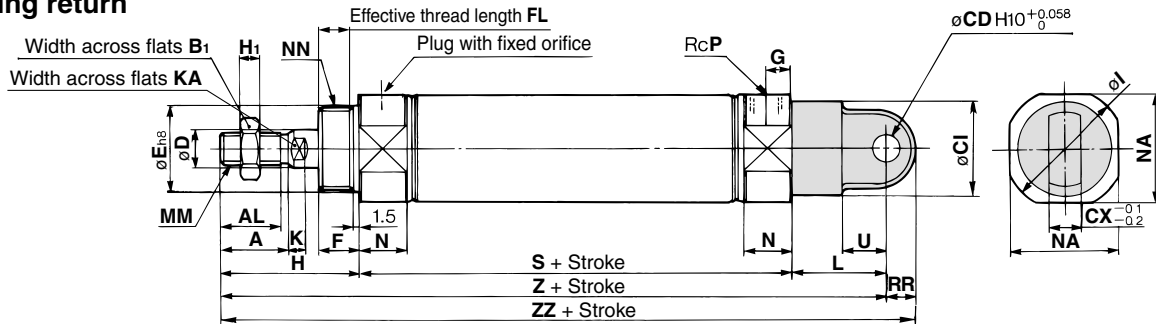 ing return
Effective thread length FL
øCD H10 +0.058 0
Width across flats B1
H1
NN
Plug with fixed orifice
RcP
G
Width across flats KA
øI
øEh8
øD
øCI
NA
MM
AL
1.5
CX -0.1 -0.2
A
K
F
N
N
U
NA
H
S + Stroke
L
Z + Stroke
RR
ZZ + Stroke